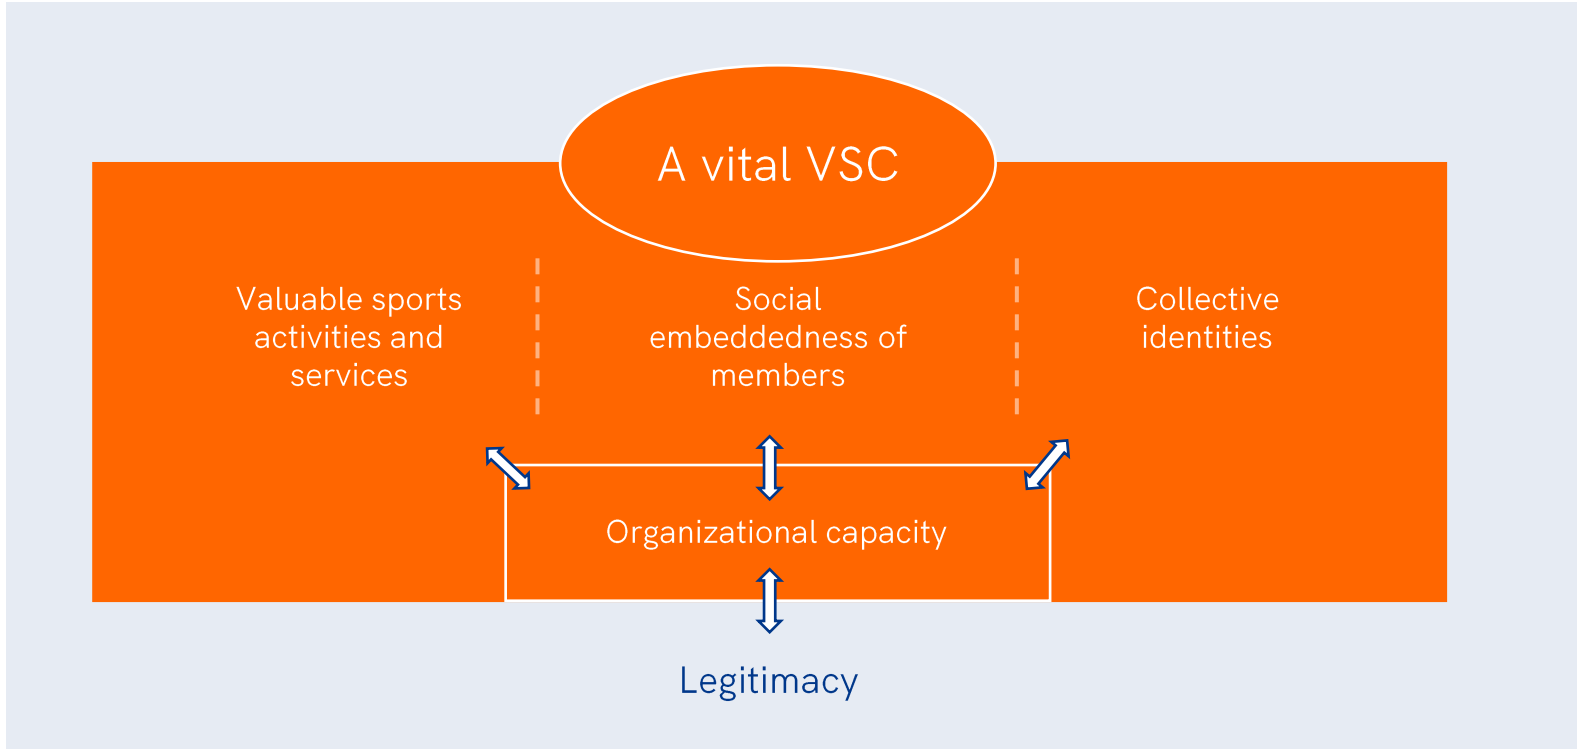 A vital VSC
Valuable sports
activities and
services
Social
embeddedness of
members
Collective
identities
Organizational capacity
Legitimacy